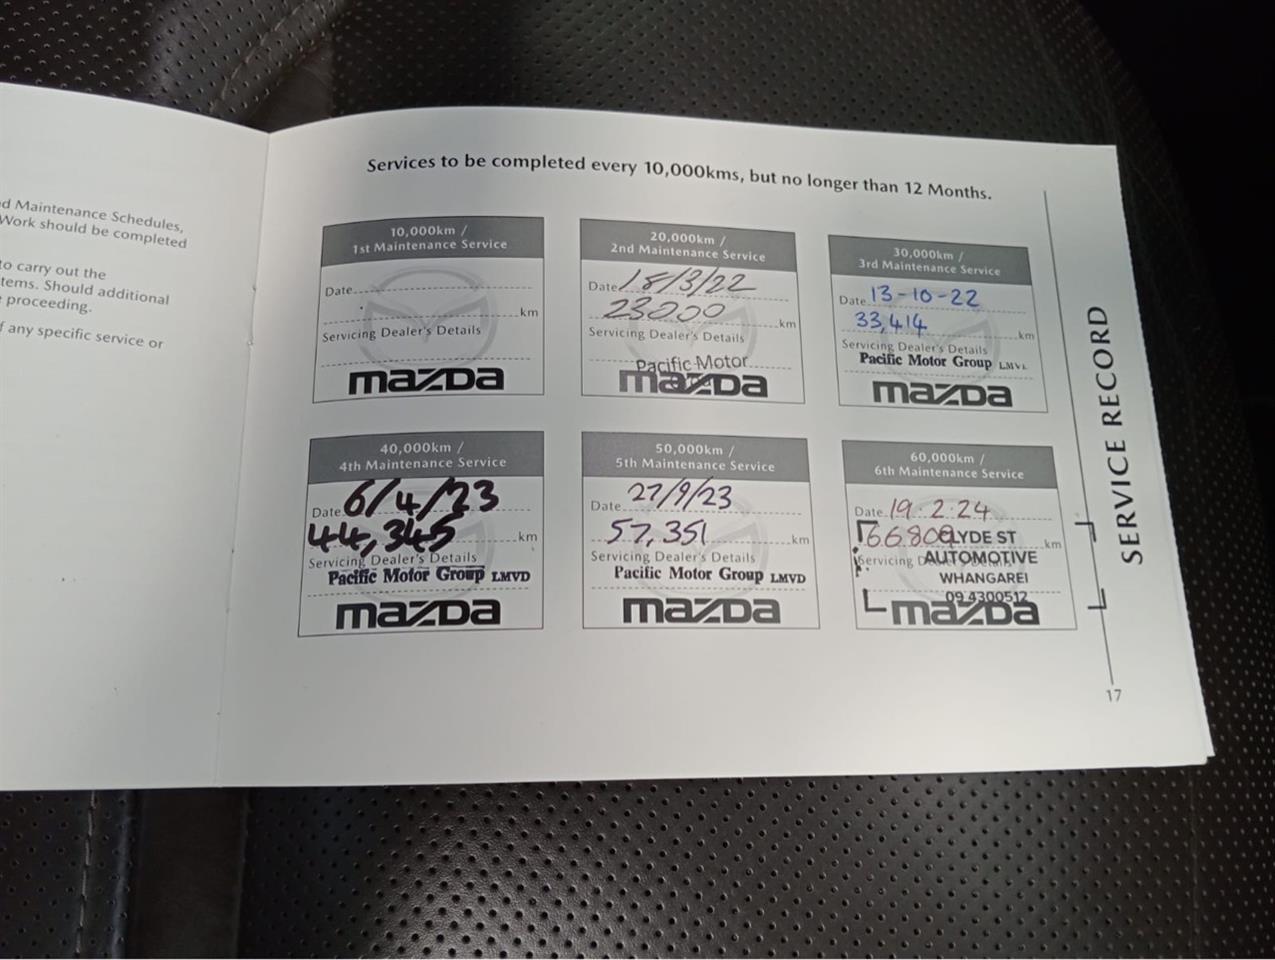 d Maintenance Schedules,
Work should be completed
to carry out the
tems. Should additional
proceeding.
f any specific service or
Services to be completed every 10,000kms, but no longer than 12 Months.
10,000km /
1st Maintenance Service
Date
km
Servicing Dealer's Details
mazda
20,000km /
2nd Maintenance Service
Date 18/3/22
23200 km
Servicing Dealer's Details
Pacific Motor
mazda
30,000km /
3rd Maintenance Service
Date 13-10-22
33,414 km
Servicing Dealer's Details
Pacific Motor Group LMVD
mazda
40,000km /
4th Maintenance Service
Date 6/4/23
44,345 km
Servicing Dealer's Details
Pacific Motor Group LMVD
mazda
50,000km /
5th Maintenance Service
Date 27/9/23
57,351 km
Servicing Dealer's Details
Pacific Motor Group LMVD
mazda
60,000km /
6th Maintenance Service
Date 19.2.24
km
CLYDE ST
Servicing
AUTOMOTIVE
WHANGAREI
09 4300512
mazda
SERVICE RECORD
17